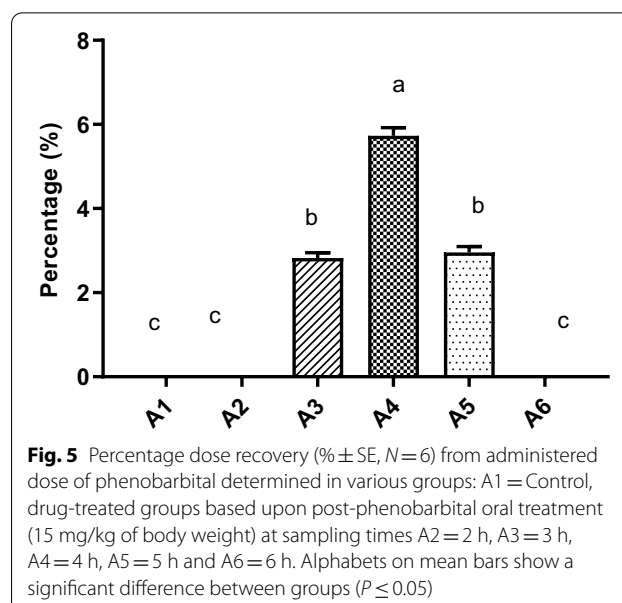 8
a
6
Percentage (%)
b
b
4
2
c
c
c
0
A1
A2
A3
A4
A5
A6
Fig. 5 Percentage dose recovery (% ± SE, N = 6) from administered
dose of phenobarbital determined in various groups: A1 = Control,
drug-treated groups based upon post-phenobarbital oral treatment
(15 mg/kg of body weight) at sampling times A2 = 2 h, A3 = 3 h,
A4 = 4 h, A5 = 5 h and A6 = 6 h. Alphabets on mean bars show a
significant difference between groups (P ≤ 0.05)